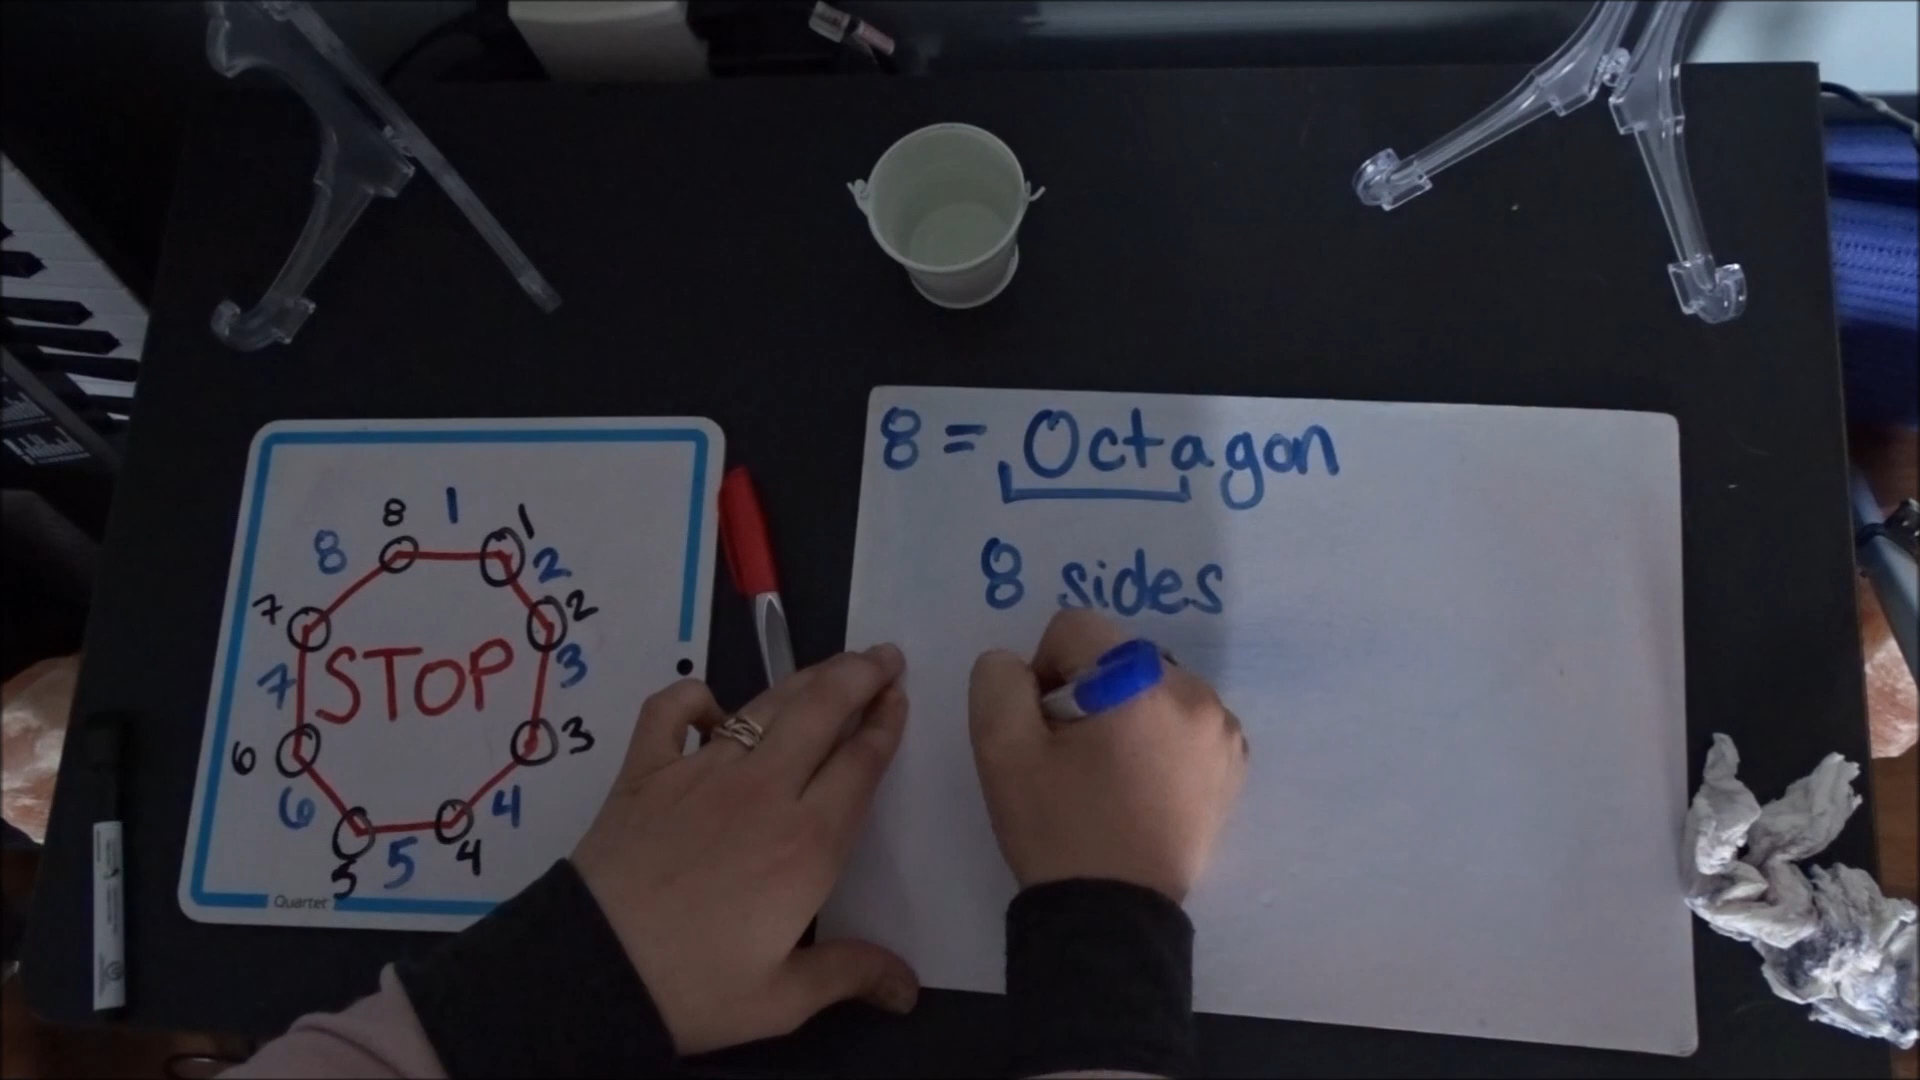 8 1 1
8 2
7 2
STOP
7 3
6 3
6 4
5 5 4
Quartet
8 = Octagon
8 sides